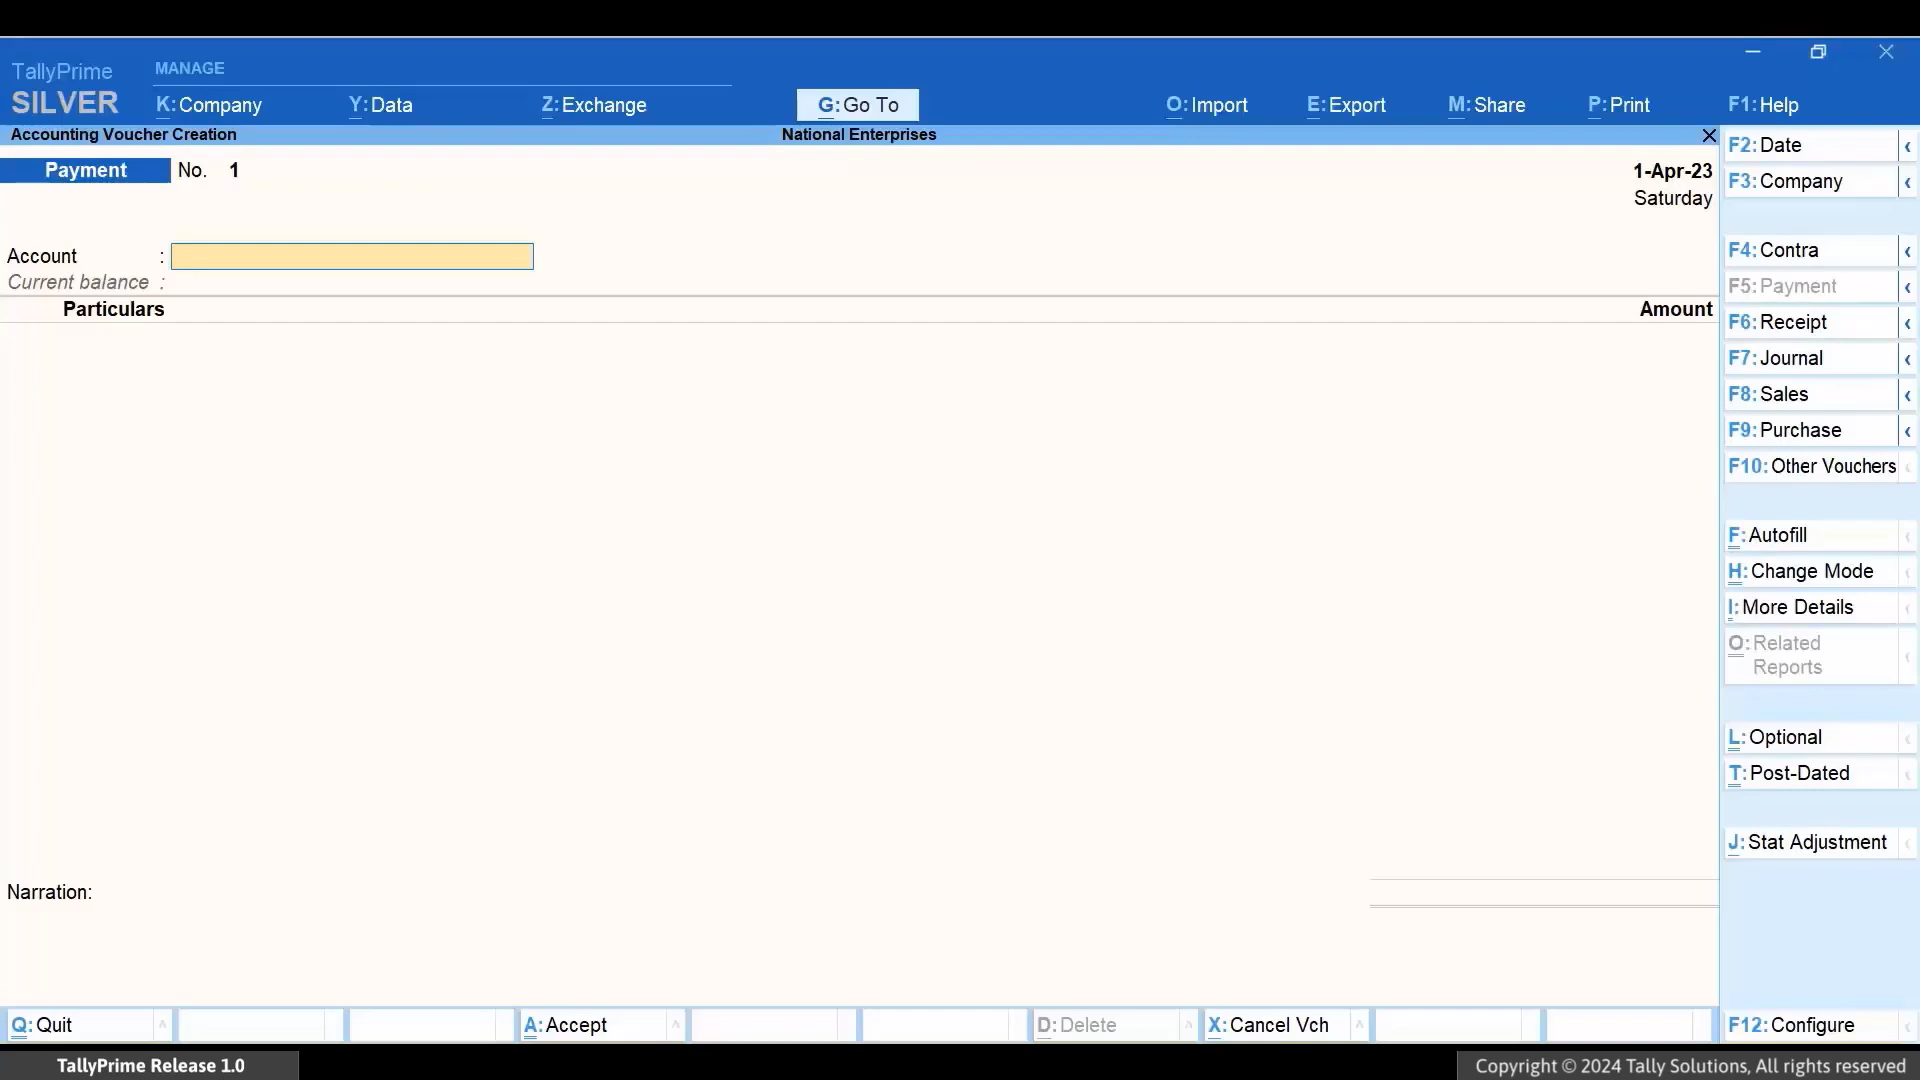 MANAGE
TallyPrime
SILVER
K: Company Y: Data Z: Exchange G: Go To O: Import E: Export M: Share P: Print F1: Help
Accounting Voucher Creation National Enterprises
Payment No. 1 1-Apr-23
Saturday
Account :
Current balance :
Particulars Amount
Narration:
F2: Date
F3: Company
F4: Contra
F5: Payment
F6: Receipt
F7: Journal
F8: Sales
F9: Purchase
F10: Other Vouchers
F: Autofill
H: Change Mode
I: More Details
O: Related
Reports
L: Optional
T: Post-Dated
J: Stat Adjustment
Q: Quit A: Accept D: Delete X: Cancel Vch F12: Configure
TallyPrime Release 1.0 Copyright © 2024 Tally Solutions, All rights reserved